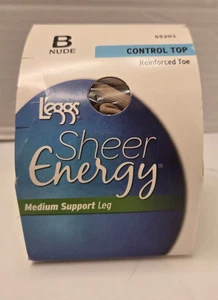 B
NUDE
CONTROL TOP
Reinforced Toe
L'eggs
Sheer
Energy®
Medium Support Leg